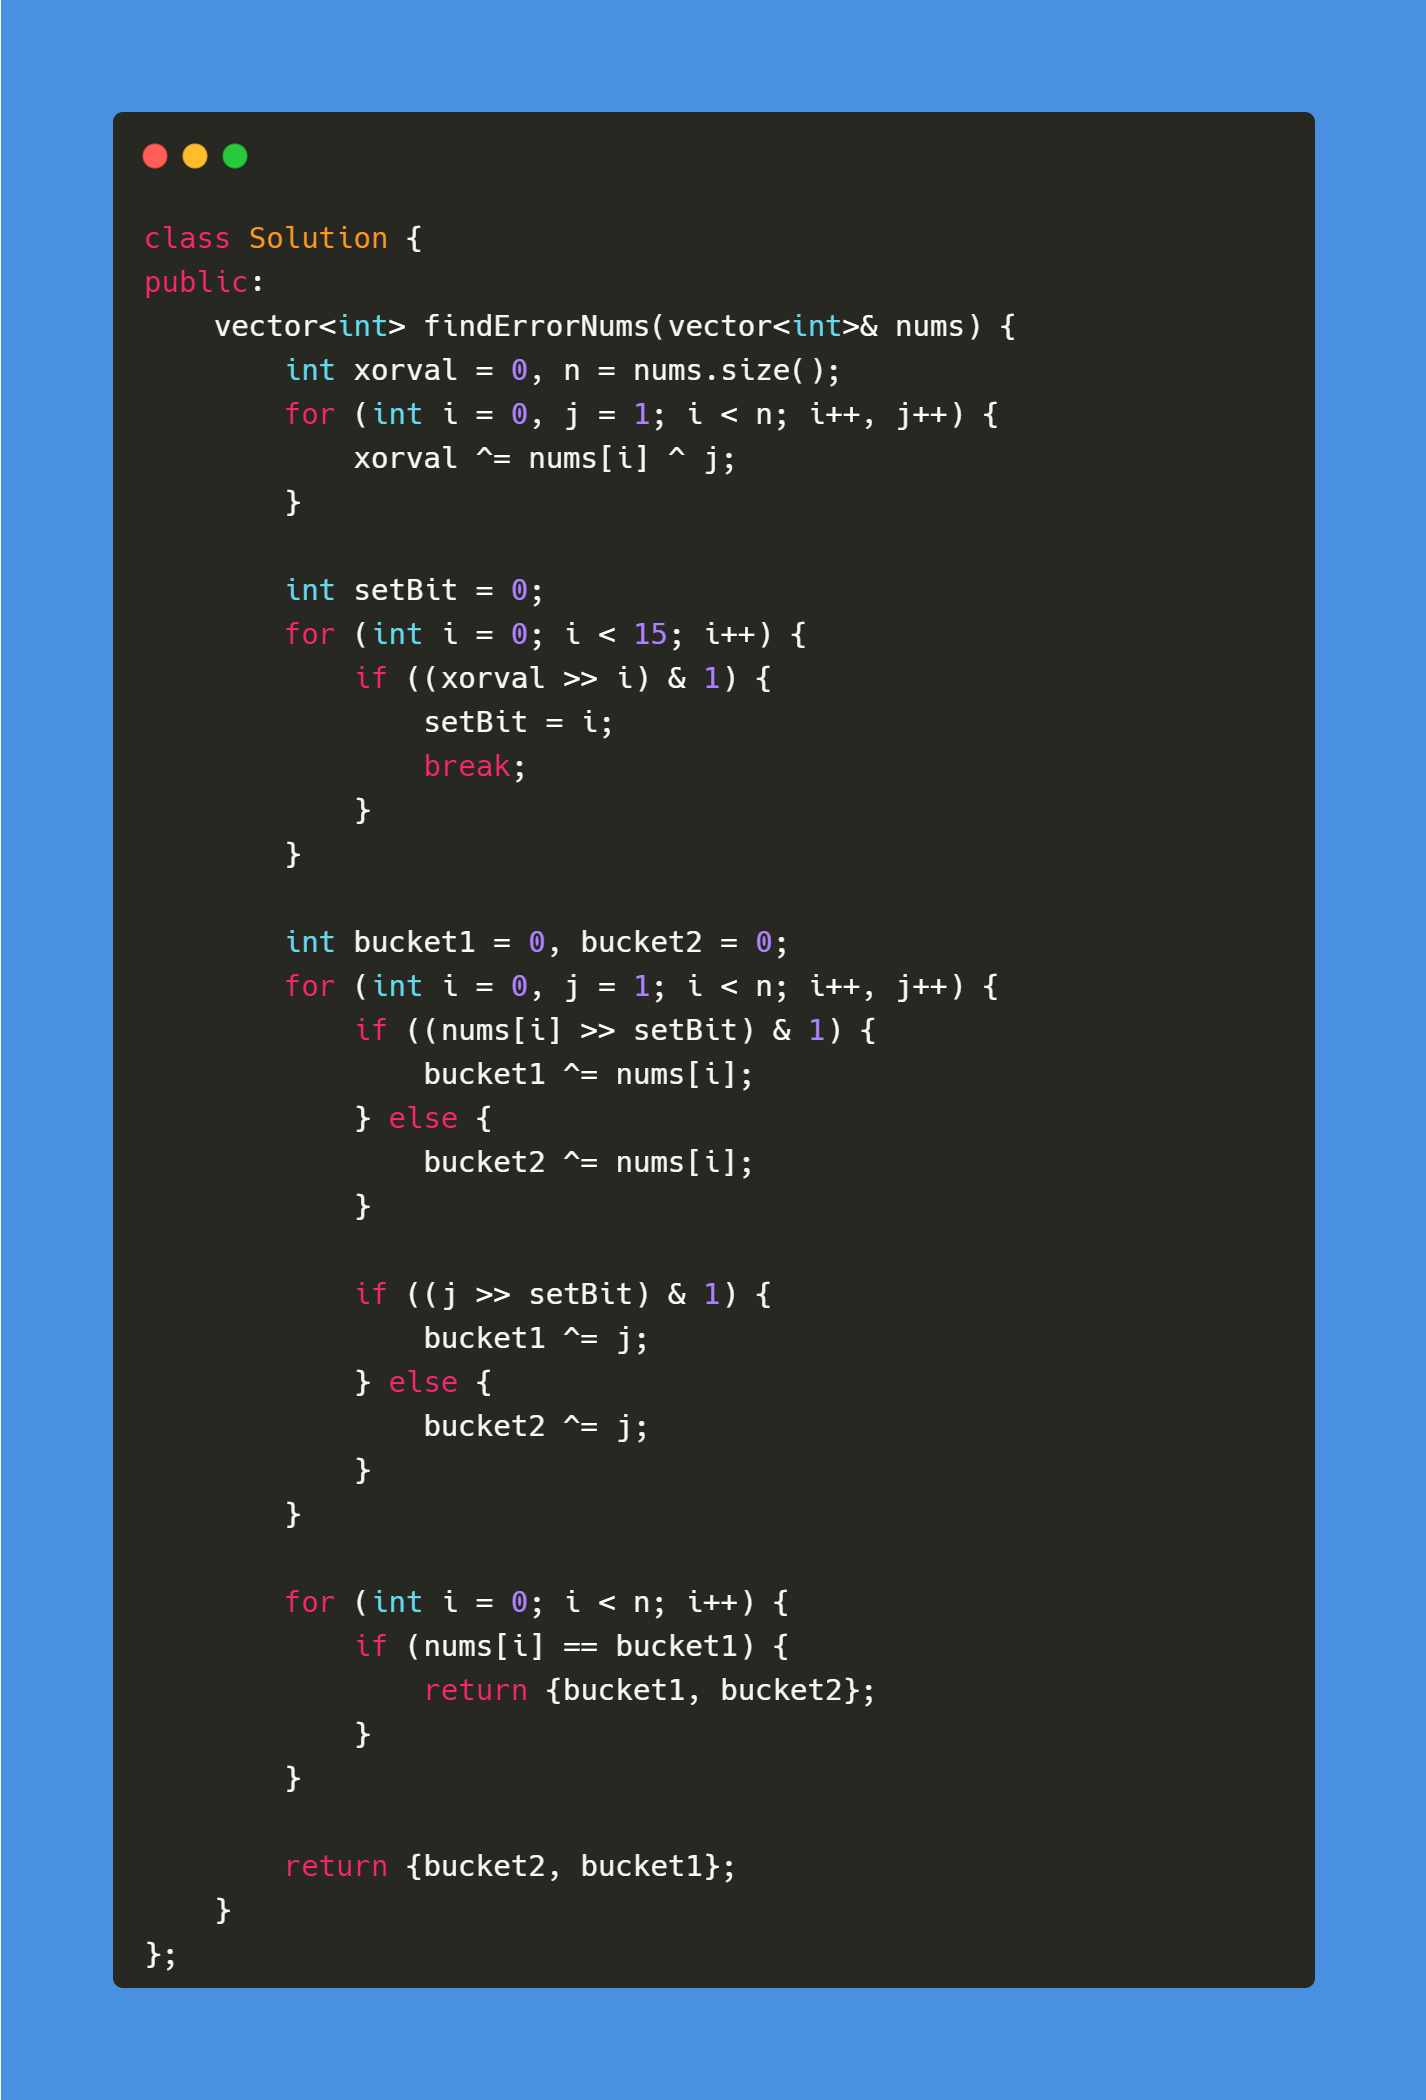 class Solution {
public:
    vector<int> findErrorNums(vector<int>& nums) {
        int xorval = 0, n = nums.size();
        for (int i = 0, j = 1; i < n; i++, j++) {
            xorval ^= nums[i] ^ j;
        }

        int setBit = 0;
        for (int i = 0; i < 15; i++) {
            if ((xorval >> i) & 1) {
                setBit = i;
                break;
            }
        }

        int bucket1 = 0, bucket2 = 0;
        for (int i = 0, j = 1; i < n; i++, j++) {
            if ((nums[i] >> setBit) & 1) {
                bucket1 ^= nums[i];
            } else {
                bucket2 ^= nums[i];
            }

            if ((j >> setBit) & 1) {
                bucket1 ^= j;
            } else {
                bucket2 ^= j;
            }
        }

        for (int i = 0; i < n; i++) {
            if (nums[i] == bucket1) {
                return {bucket1, bucket2};
            }
        }

        return {bucket2, bucket1};
    }
};